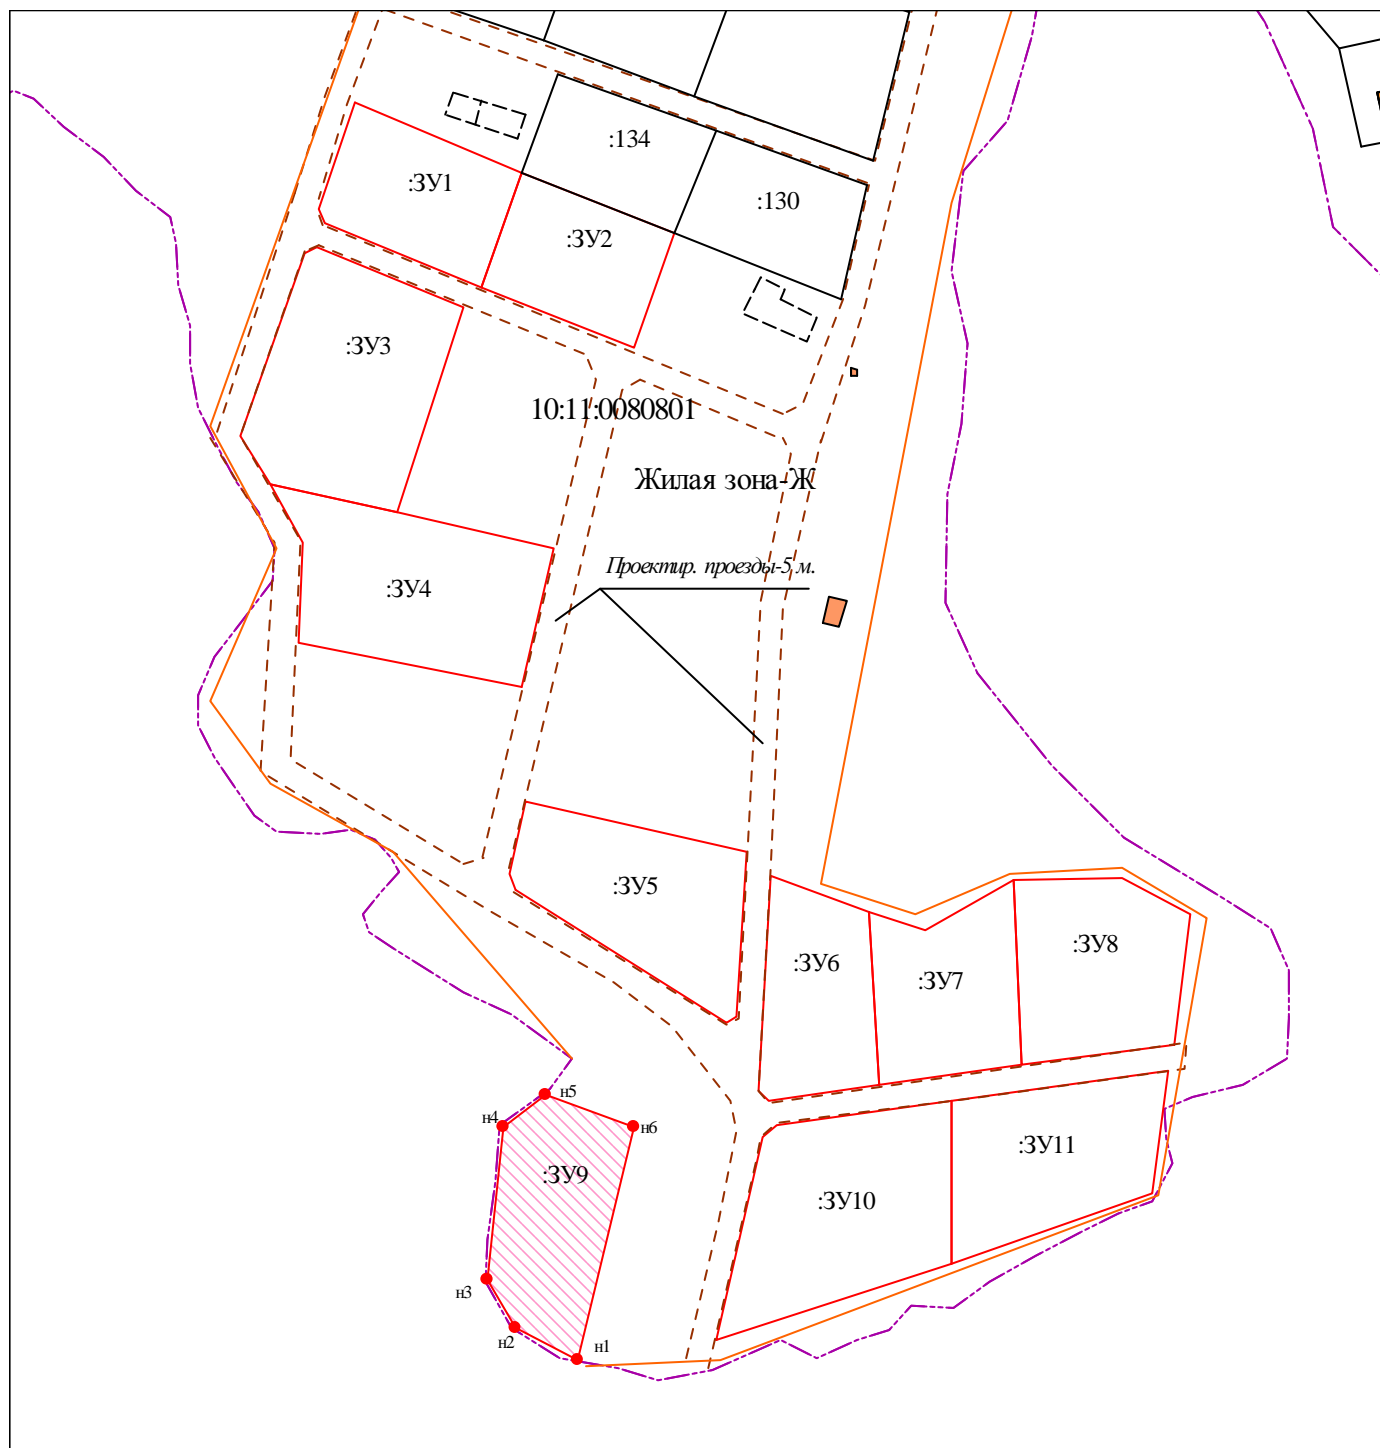 :134
:ЗУ1
:130
:ЗУ2
:ЗУ3
10:11:0080801
Жилая зона-Ж
Проектир. проезды-5 м.
:ЗУ4
:ЗУ5
:ЗУ8
:ЗУ6
:ЗУ7
н5
н4
н6
:ЗУ11
:ЗУ9
:ЗУ10
н3
н2
н1